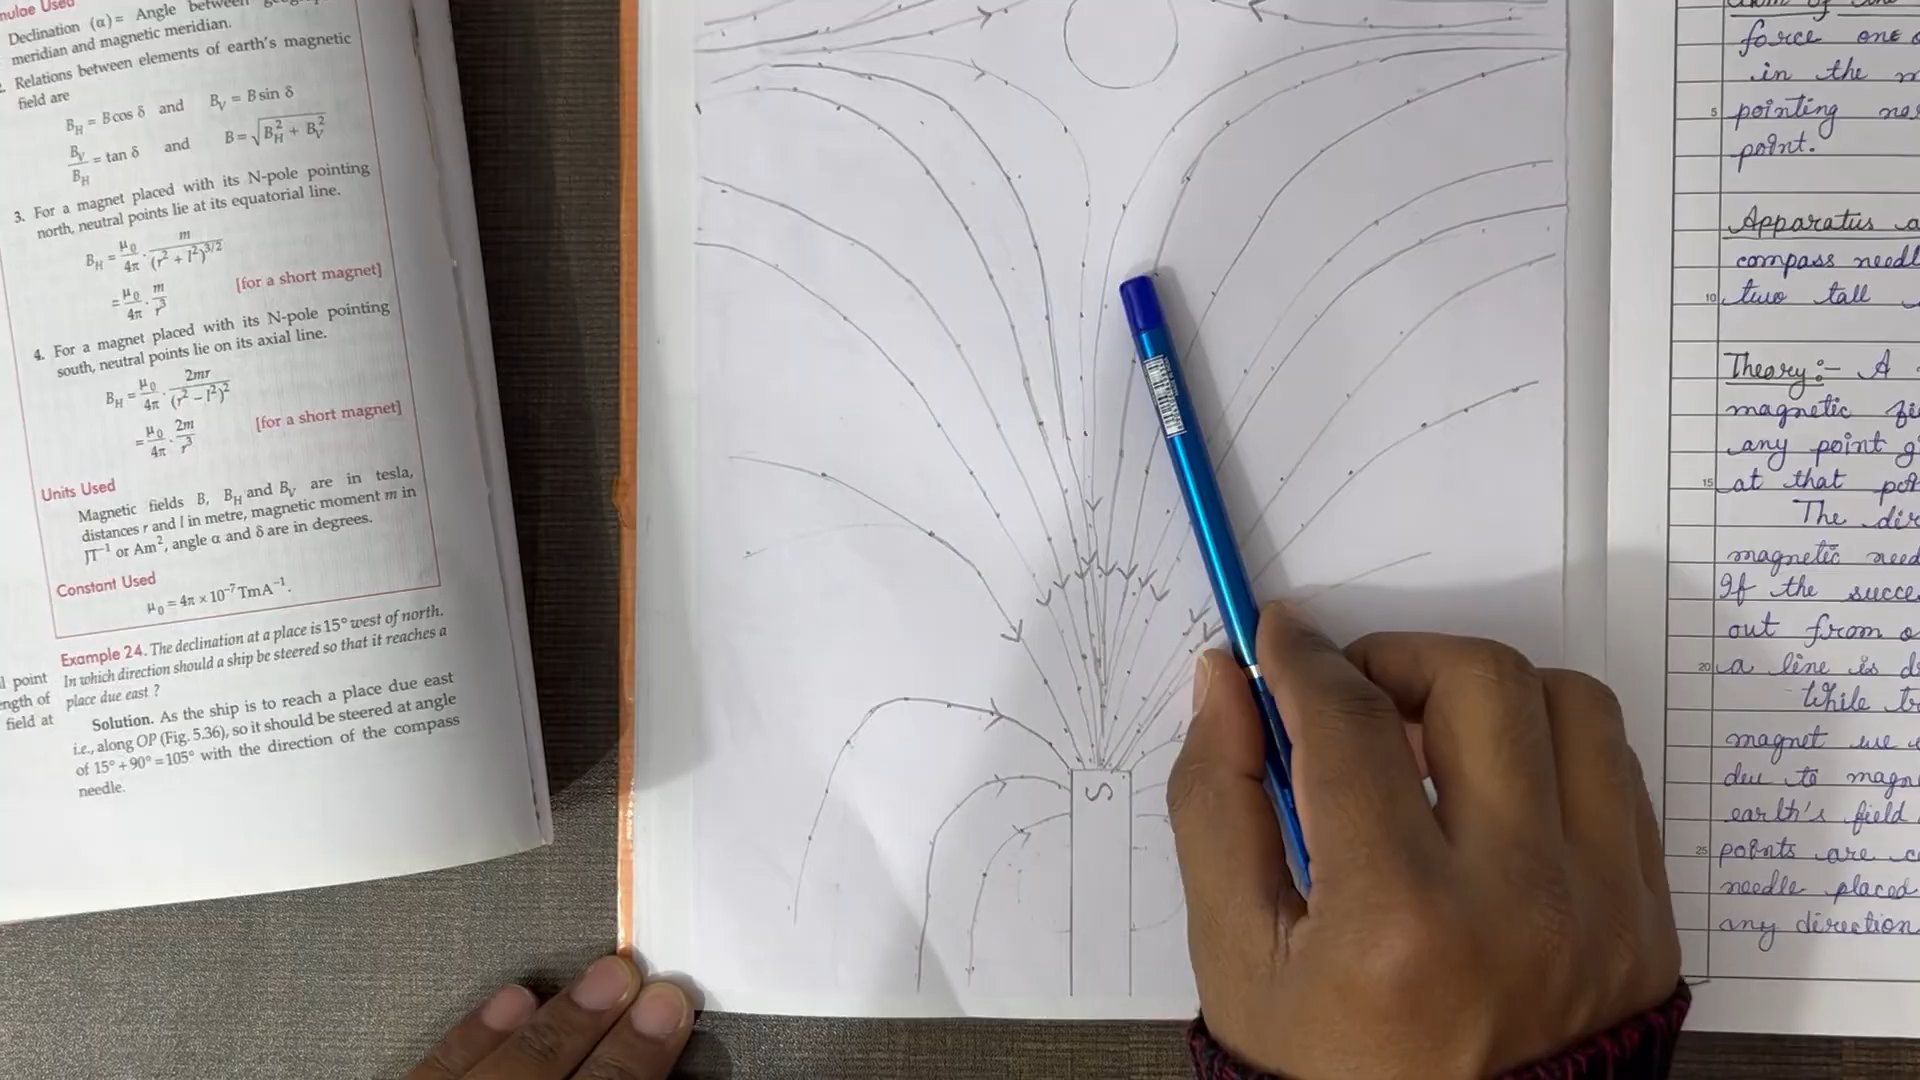 Declination (α) = Angle between
meridian and magnetic meridian.
Relations between elements of earth's magnetic
field are
B_H = B cos δ and B_V = B sin δ
B_V/B_H = tan δ and B = √(B_H² + B_V²)
3. For a magnet placed with its N-pole pointing
north, neutral points lie at its equatorial line.
B_H = μ₀/4π · m/(r² + l²)^3/2
= μ₀/4π · m/r³ [for a short magnet]
4. For a magnet placed with its N-pole pointing
south, neutral points lie on its axial line.
B_H = μ₀/4π · 2mr/(r² − l²)²
= μ₀/4π · 2m/r³ [for a short magnet]
Units Used
Magnetic fields B, B_H and B_V are in tesla,
distances r and l in metre, magnetic moment m in
JT⁻¹ or Am², angle α and δ are in degrees.
Constant Used
μ₀ = 4π × 10⁻⁷ TmA⁻¹.
Example 24. The declination at a place is 15° west of north.
In which direction should a ship be steered so that it reaches a
place due east ?
Solution. As the ship is to reach a place due east
i.e., along OP (Fig. 5.36), so it should be steered at angle
of 15° + 90° = 105° with the direction of the compass
needle.
point
field at
S
force one
in the
5 pointing
point.
Apparatus
compass needl
10 two tall
Theory:- A
magnetic
any point
15 at that
The
magnetic need
If the succe
out from
20 a line is
While
magnet we
due to magn
earth's field
25 points are
needle placed
any direction